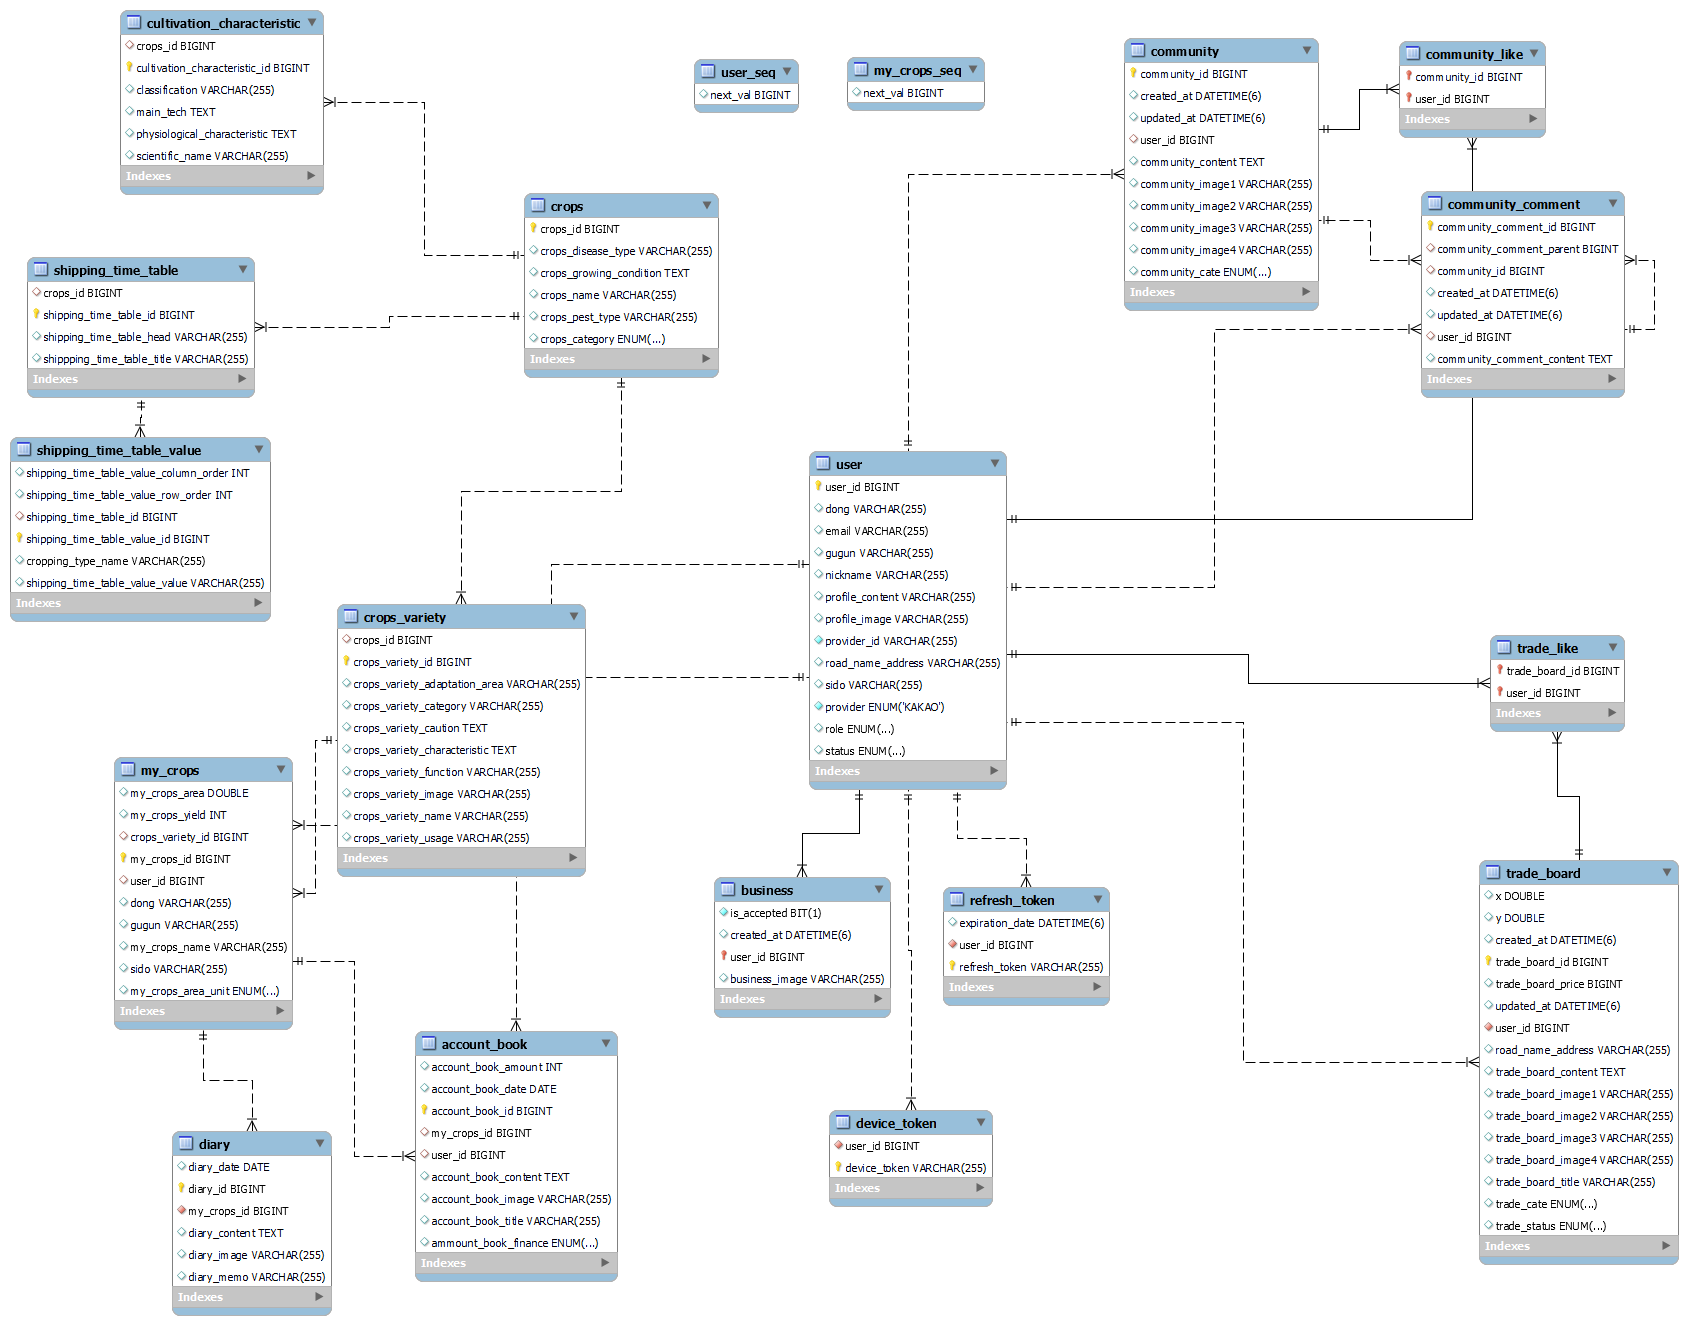 cultivation_characteristic
crops_id BIGINT
cultivation_characteristic_id BIGINT
classification VARCHAR(255)
main_tech TEXT
physiological_characteristic TEXT
scientific_name VARCHAR(255)
Indexes
user_seq
next_val BIGINT
my_crops_seq
next_val BIGINT
community
community_id BIGINT
created_at DATETIME(6)
updated_at DATETIME(6)
user_id BIGINT
community_content TEXT
community_image1 VARCHAR(255)
community_image2 VARCHAR(255)
community_image3 VARCHAR(255)
community_image4 VARCHAR(255)
community_cate ENUM(...)
Indexes
community_like
community_id BIGINT
user_id BIGINT
Indexes
crops
crops_id BIGINT
crops_disease_type VARCHAR(255)
crops_growing_condition TEXT
crops_name VARCHAR(255)
crops_pest_type VARCHAR(255)
crops_category ENUM(...)
Indexes
community_comment
community_comment_id BIGINT
community_comment_parent BIGINT
community_id BIGINT
created_at DATETIME(6)
updated_at DATETIME(6)
user_id BIGINT
community_comment_content TEXT
Indexes
shipping_time_table
crops_id BIGINT
shipping_time_table_id BIGINT
shipping_time_table_head VARCHAR(255)
shippping_time_table_title VARCHAR(255)
Indexes
shipping_time_table_value
shipping_time_table_value_column_order INT
shipping_time_table_value_row_order INT
shipping_time_table_id BIGINT
shipping_time_table_value_id BIGINT
cropping_type_name VARCHAR(255)
shipping_time_table_value_value VARCHAR(255)
Indexes
user
user_id BIGINT
dong VARCHAR(255)
email VARCHAR(255)
gugun VARCHAR(255)
nickname VARCHAR(255)
profile_content VARCHAR(255)
profile_image VARCHAR(255)
provider_id VARCHAR(255)
road_name_address VARCHAR(255)
sido VARCHAR(255)
provider ENUM('KAKAO')
role ENUM(...)
status ENUM(...)
Indexes
crops_variety
crops_id BIGINT
crops_variety_id BIGINT
crops_variety_adaptation_area VARCHAR(255)
crops_variety_category VARCHAR(255)
crops_variety_caution TEXT
crops_variety_characteristic TEXT
crops_variety_function VARCHAR(255)
crops_variety_image VARCHAR(255)
crops_variety_name VARCHAR(255)
crops_variety_usage VARCHAR(255)
Indexes
trade_like
trade_board_id BIGINT
user_id BIGINT
Indexes
my_crops
my_crops_area DOUBLE
my_crops_yield INT
crops_variety_id BIGINT
my_crops_id BIGINT
user_id BIGINT
dong VARCHAR(255)
gugun VARCHAR(255)
my_crops_name VARCHAR(255)
sido VARCHAR(255)
my_crops_area_unit ENUM(...)
Indexes
business
is_accepted BIT(1)
created_at DATETIME(6)
user_id BIGINT
business_image VARCHAR(255)
Indexes
refresh_token
expiration_date DATETIME(6)
user_id BIGINT
refresh_token VARCHAR(255)
Indexes
trade_board
x DOUBLE
y DOUBLE
created_at DATETIME(6)
trade_board_id BIGINT
trade_board_price BIGINT
updated_at DATETIME(6)
user_id BIGINT
road_name_address VARCHAR(255)
trade_board_content TEXT
trade_board_image1 VARCHAR(255)
trade_board_image2 VARCHAR(255)
trade_board_image3 VARCHAR(255)
trade_board_image4 VARCHAR(255)
trade_board_title VARCHAR(255)
trade_cate ENUM(...)
trade_status ENUM(...)
Indexes
account_book
account_book_amount INT
account_book_date DATE
account_book_id BIGINT
my_crops_id BIGINT
user_id BIGINT
account_book_content TEXT
account_book_image VARCHAR(255)
account_book_title VARCHAR(255)
ammount_book_finance ENUM(...)
Indexes
device_token
user_id BIGINT
device_token VARCHAR(255)
Indexes
diary
diary_date DATE
diary_id BIGINT
my_crops_id BIGINT
diary_content TEXT
diary_image VARCHAR(255)
diary_memo VARCHAR(255)
Indexes